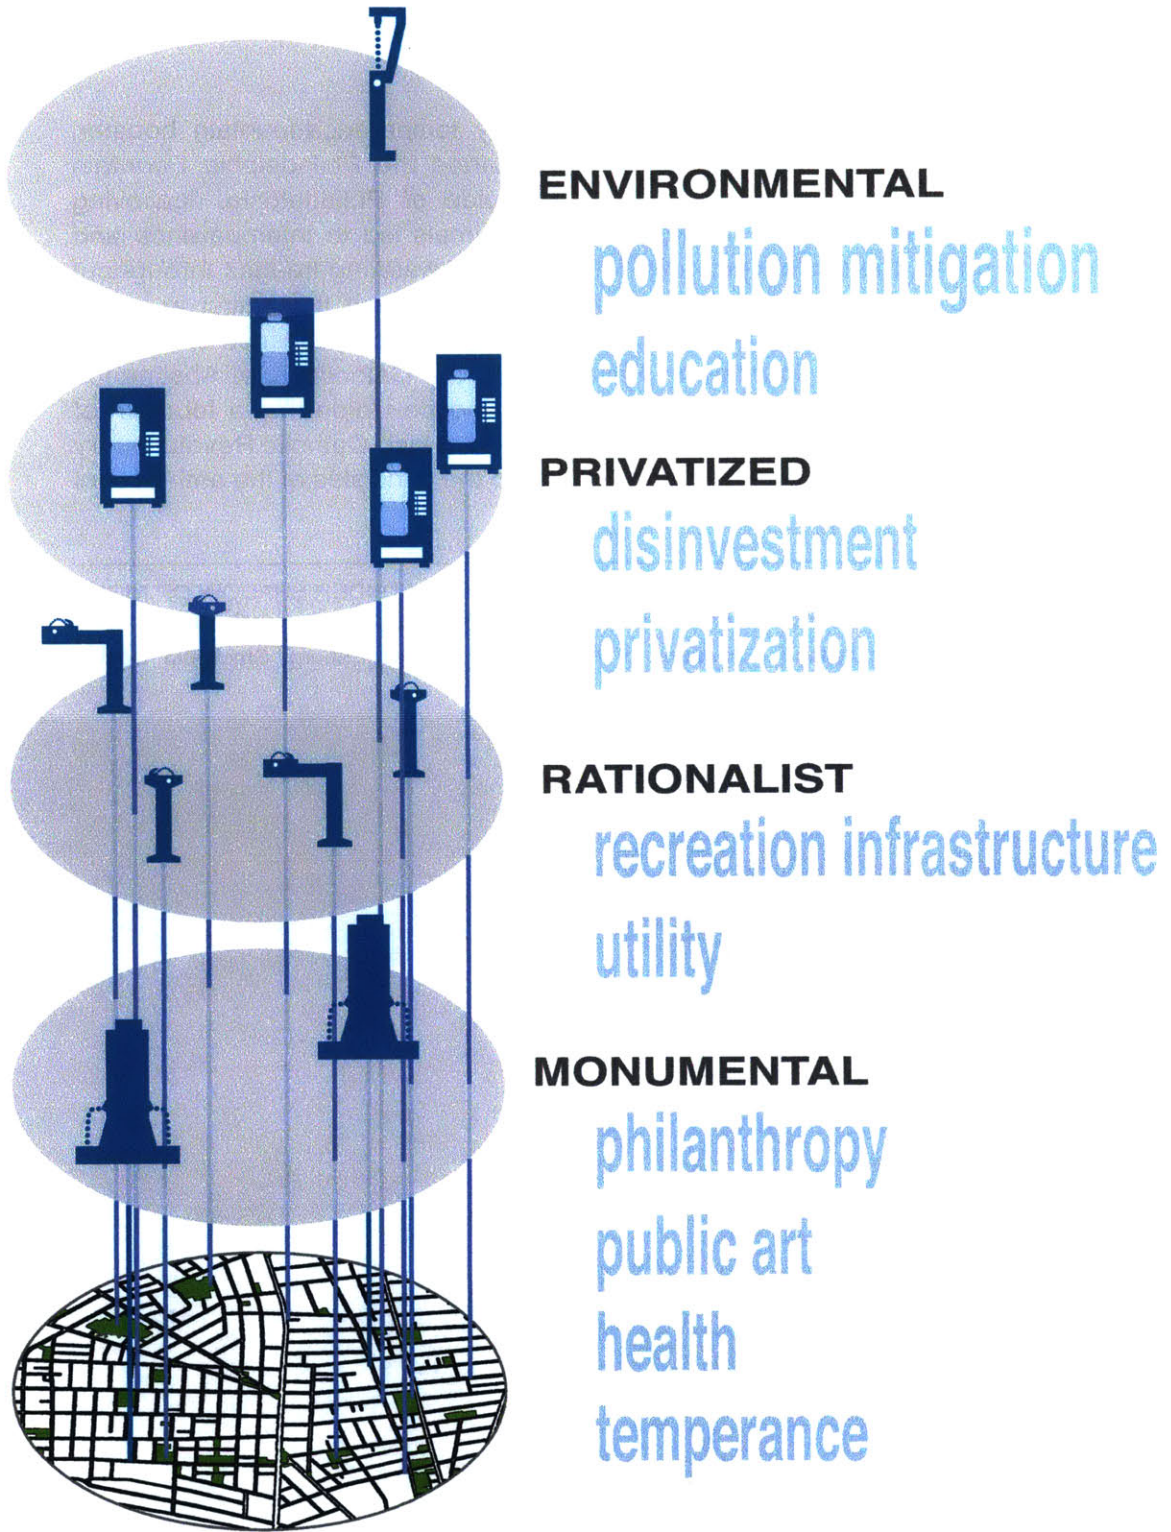 ENVIRONMENTAL
pollution mitigation
education
PRIVATIZED
disinvestment
privatization
RATIONALIST
recreation infrastructure
utility
MONUMENTAL
philanthropy
public art
health
temperance